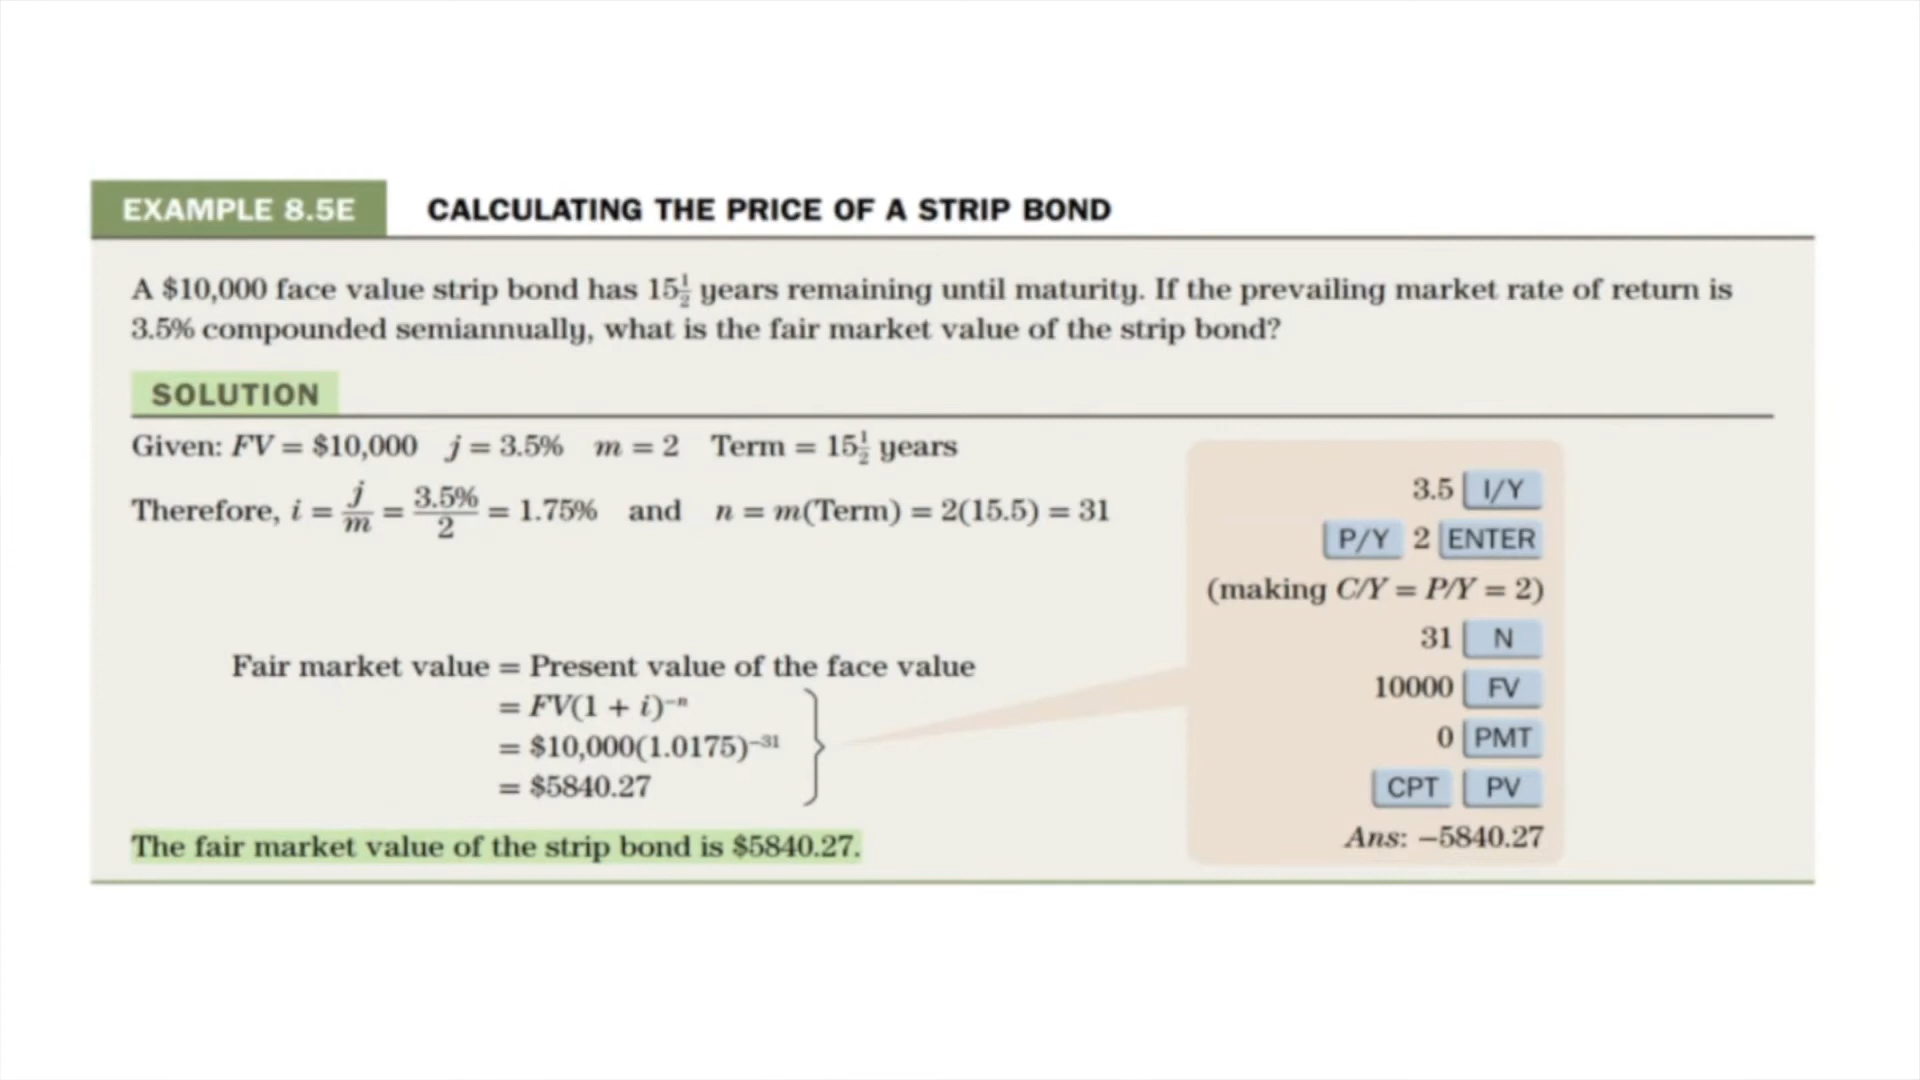 EXAMPLE 8.5E CALCULATING THE PRICE OF A STRIP BOND
A $10,000 face value strip bond has 15½ years remaining until maturity. If the prevailing market rate of return is
3.5% compounded semiannually, what is the fair market value of the strip bond?
SOLUTION
Given: FV = $10,000 j = 3.5% m = 2 Term = 15½ years
Therefore, i = j/m = 3.5%/2 = 1.75% and n = m(Term) = 2(15.5) = 31
Fair market value = Present value of the face value
= FV(1 + i)⁻ⁿ
= $10,000(1.0175)⁻³¹
= $5840.27
The fair market value of the strip bond is $5840.27.
3.5 I/Y
P/Y 2 ENTER
(making C/Y = P/Y = 2)
31 N
10000 FV
0 PMT
CPT PV
Ans: −5840.27